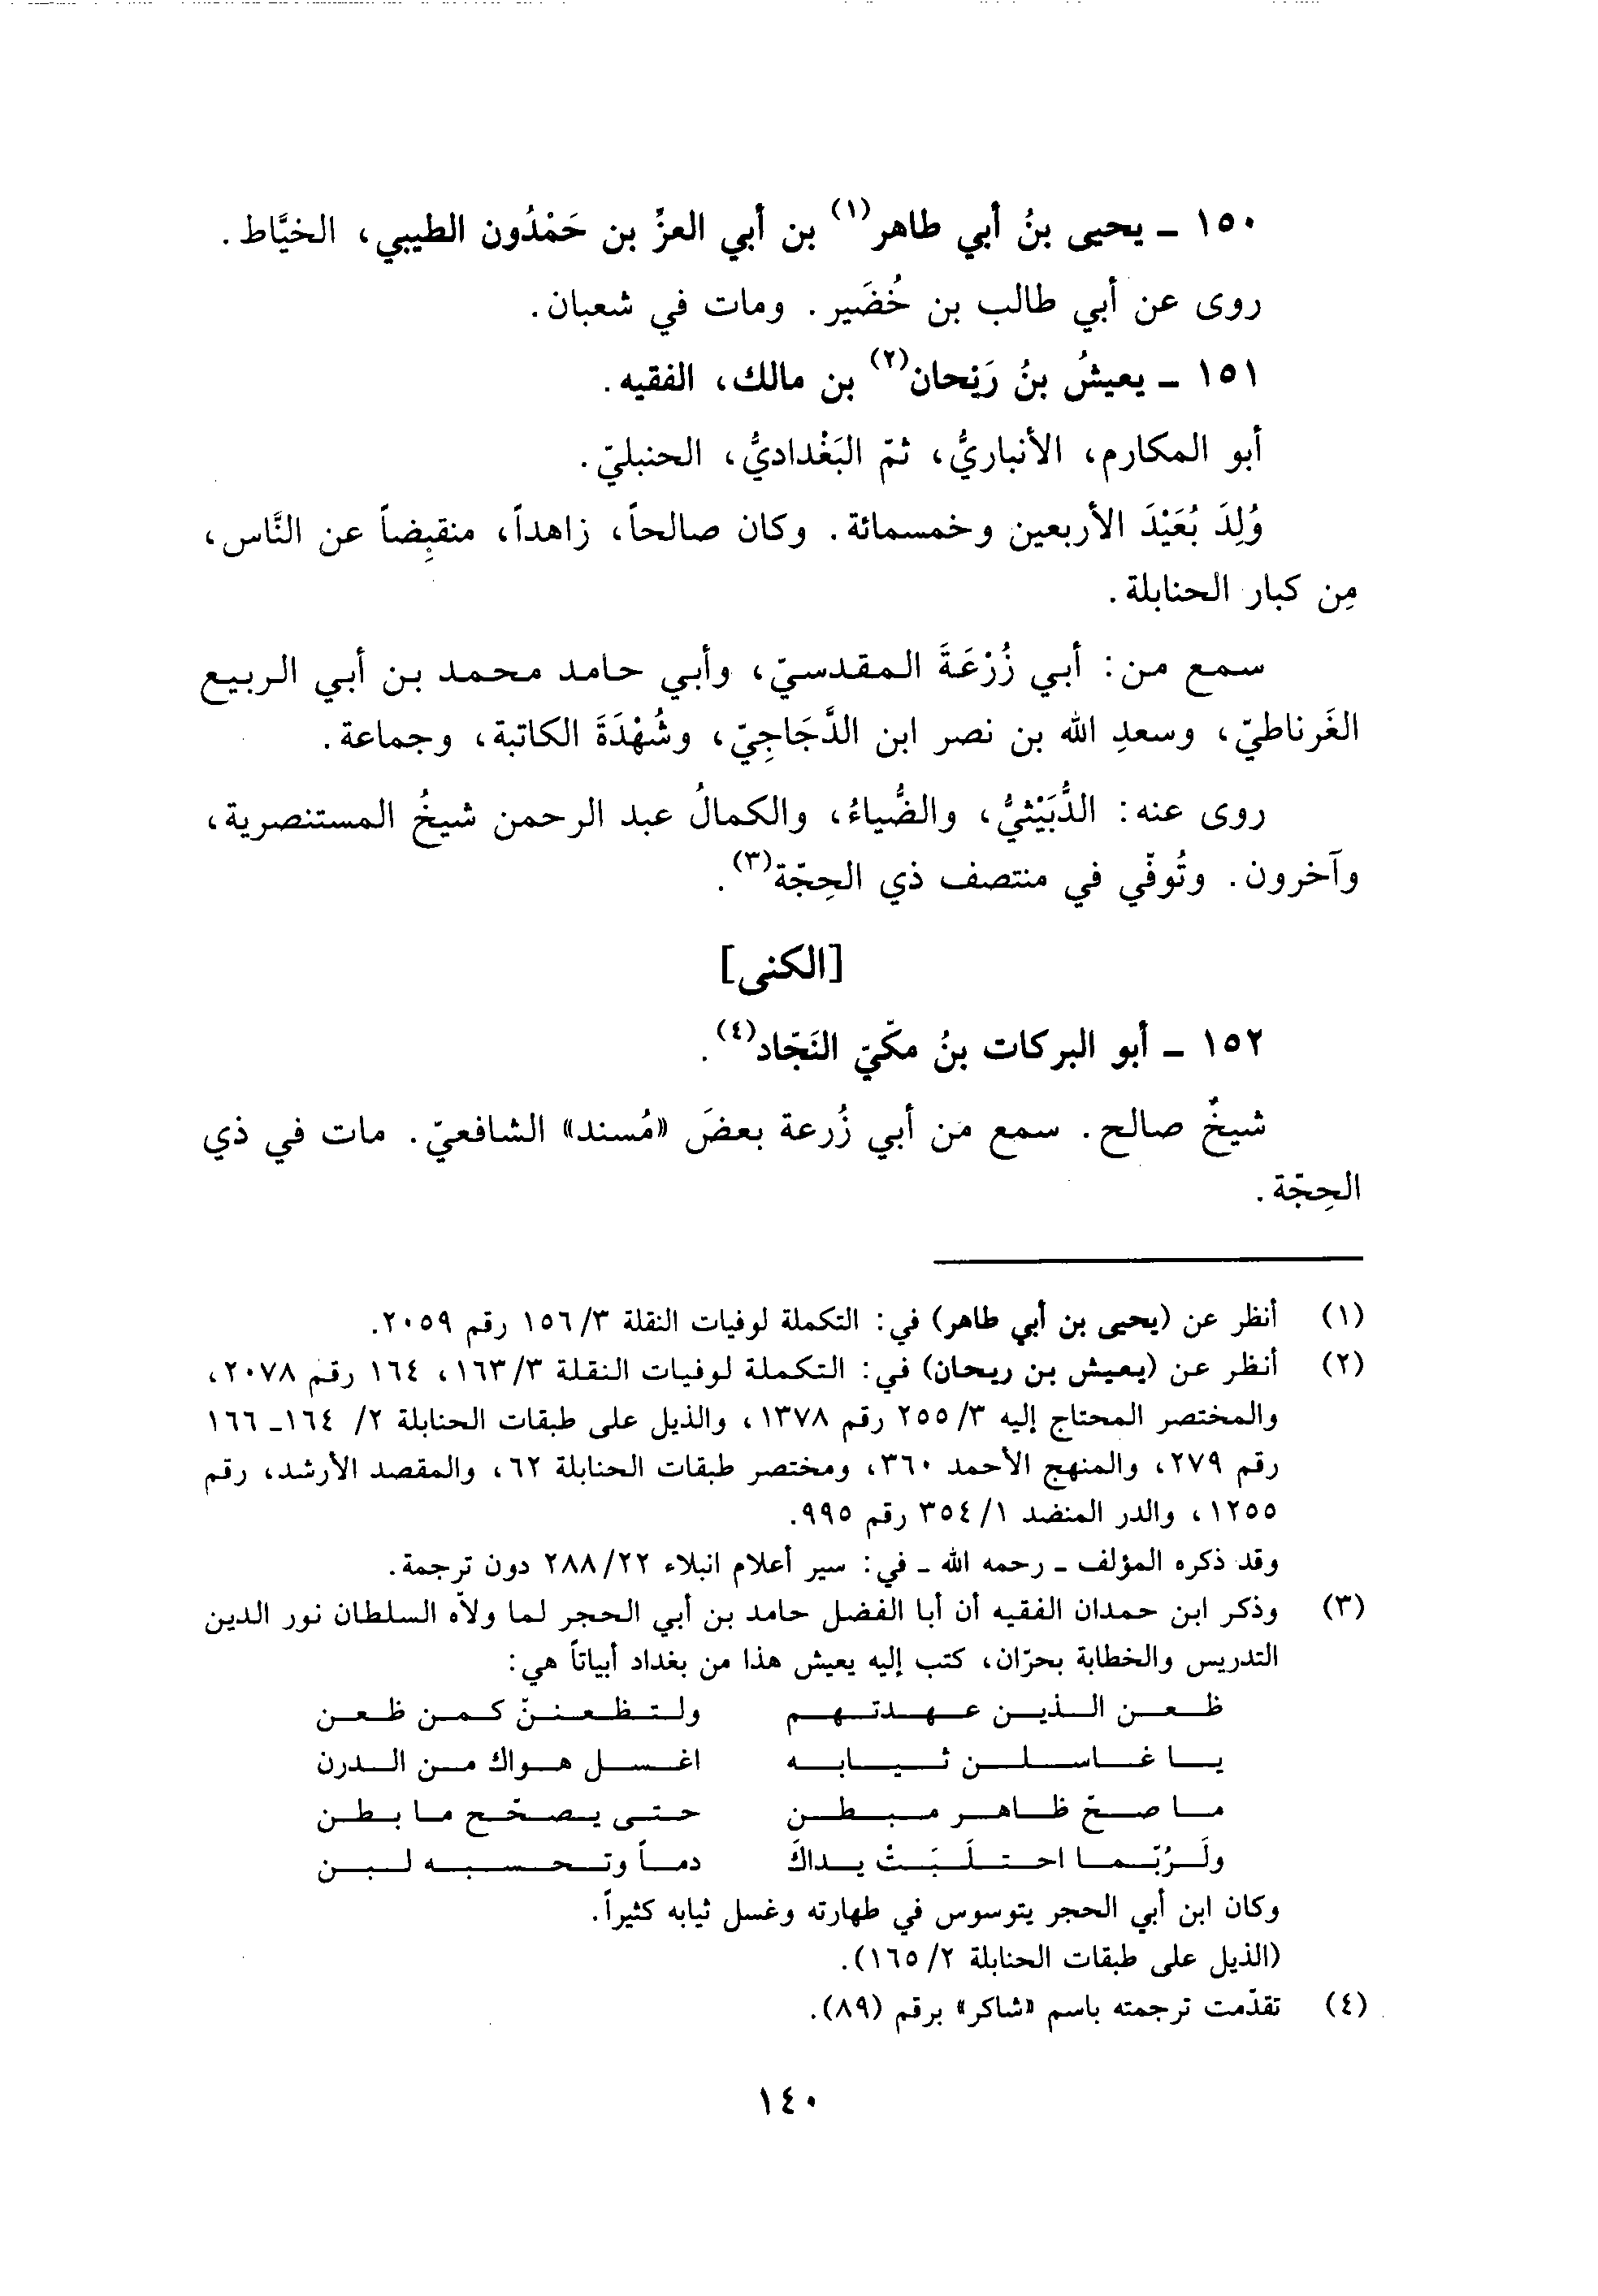 ١٥٠ ـ يحيى بنُ أبي طاهر(١) بن أبي العزِّ بن حَمْدُون الطيبي، الخيَّاط.
روى عن أبي طالب بن خُضَير. ومات في شعبان.
١٥١ ـ يعيشُ بنُ رَيْحان(٢) بن مالك، الفقيه.
أبو المكارم، الأنباريُّ، ثمّ البَغْداديُّ، الحنبليّ.
وُلِدَ بُعَيْدَ الأربعين وخمسمائة. وكان صالحاً، زاهداً، منقبِضاً عن النَّاس،
مِن كبار الحنابلة.
سمع من: أبي زُرْعَةَ المقدسيّ، وأبي حامد محمد بن أبي الربيع
الغَرناطيّ، وسعدِ الله بن نصر ابن الدَّجَاجِيّ، وشُهْدَةَ الكاتبة، وجماعة.
روى عنه: الدُّبَيْثيُّ، والضِّياءُ، والكمالُ عبد الرحمن شيخُ المستنصرية،
وآخرون. وتُوفّي في منتصف ذي الحِجّة(٣).
[الكنى]
١٥٢ ـ أبو البركات بنُ مكّيّ النَجّاد(٤).
شيخٌ صالح. سمع من أبي زُرعة بعضَ «مُسند» الشافعيّ. مات في ذي
الحِجّة.
(١) أنظر عن (يحيى بن أبي طاهر) في: التكملة لوفيات النقلة ٣/ ١٥٦ رقم ٢٠٥٩.
(٢) أنظر عن (يعيش بن ريحان) في: التكملة لوفيات النقلة ٣/ ١٦٣، ١٦٤ رقم ٢٠٧٨،
والمختصر المحتاج إليه ٣/ ٢٥٥ رقم ١٣٧٨، والذيل على طبقات الحنابلة ٢/ ١٦٤ـ ١٦٦
رقم ٢٧٩، والمنهج الأحمد ٣٦٠، ومختصر طبقات الحنابلة ٦٢، والمقصد الأرشد، رقم
١٢٥٥، والدر المنضد ١/ ٣٥٤ رقم ٩٩٥.
وقد ذكره المؤلف ـ رحمه الله ـ في: سير أعلام انبلاء ٢٢/ ٢٨٨ دون ترجمة.
(٣) وذكر ابن حمدان الفقيه أن أبا الفضل حامد بن أبي الحجر لما ولاّه السلطان نور الدين
التدريس والخطابة بحرّان، كتب إليه يعيش هذا من بغداد أبياتاً هي:
ظعن الذين عهدتهم ولتظعننّ كمن ظعن
يا غاسلن ثيابه اغسل هواك من الدرن
ما صحّ ظاهر مبطن حتى يصحّح ما بطن
ولَرُبّما احتلَبَتْ يداكَ دماً وتحسبه لبن
وكان ابن أبي الحجر يتوسوس في طهارته وغسل ثيابه كثيراً.
(الذيل على طبقات الحنابلة ٢/ ١٦٥).
(٤) تقدّمت ترجمته باسم «شاكر» برقم (٨٩).
١٤٠